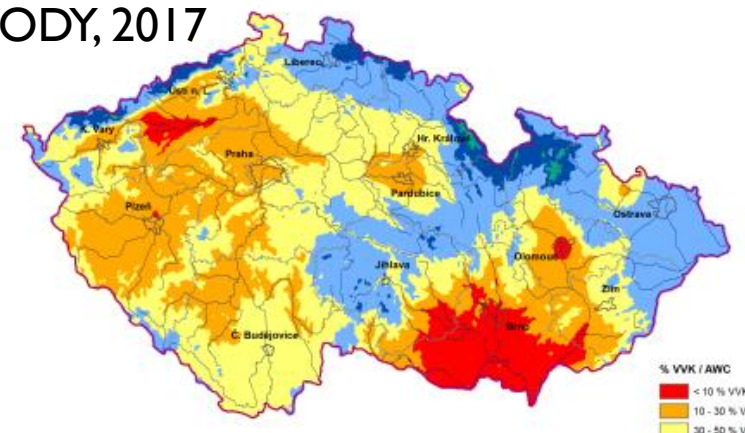 ODY, 2017
Liberec
Ústí n. L.
K. Vary
Hr. Králové
Praha
Pardubice
Plzeň
Ostrava
Olomouc
Jihlava
Zlín
Brno
Č. Budějovice
% VVK / AWC
< 10 % VVK
10 - 30 % V
30 - 50 % V